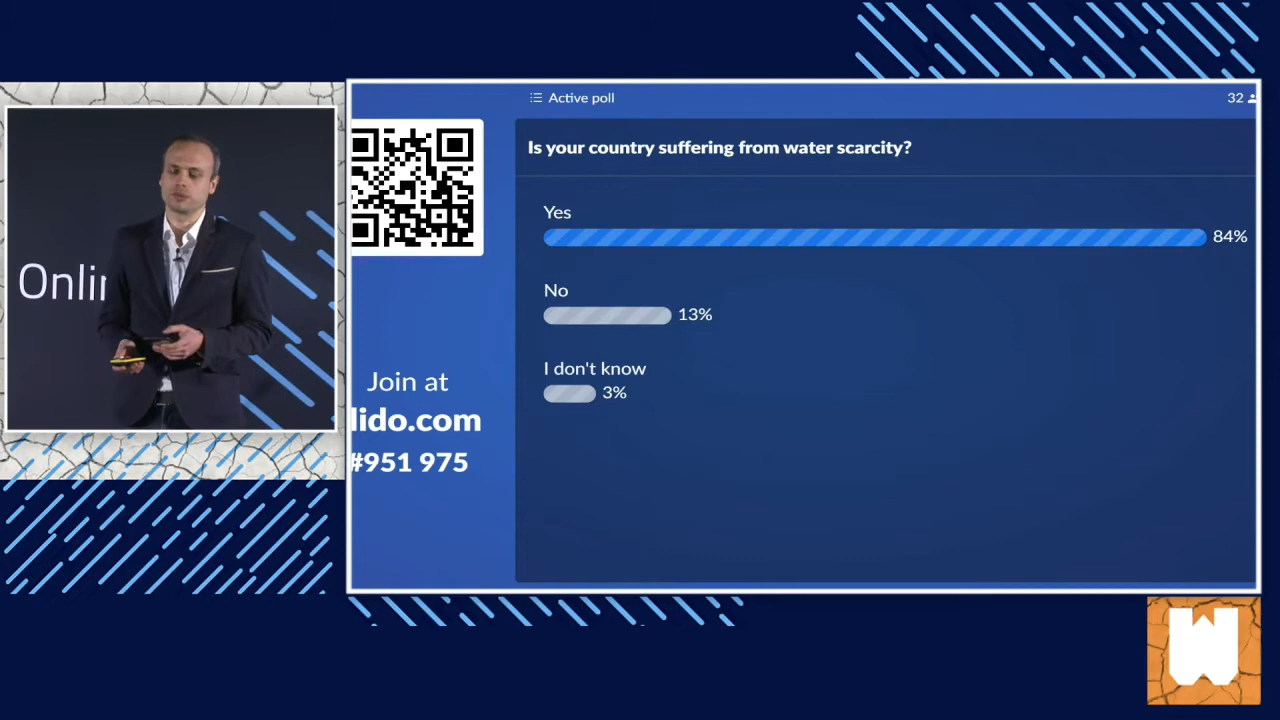 Active poll
32
Is your country suffering from water scarcity?
Yes
84%
No
13%
I don't know
3%
Join at
lido.com
#951 975
Onlin
W